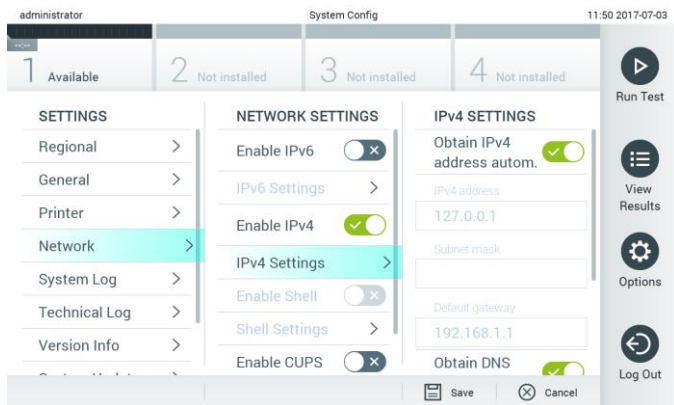 administrator
System Config
11:50 2017-07-03
--:--
1 Available
2 Not installed
3 Not installed
4 Not installed
Run Test
View
Results
Options
Log Out
SETTINGS
Regional
General
Printer
Network
System Log
Technical Log
Version Info
NETWORK SETTINGS
Enable IPv6
IPv6 Settings
Enable IPv4
IPv4 Settings
Enable Shell
Shell Settings
Enable CUPS
IPv4 SETTINGS
Obtain IPv4
address autom.
IPv4 address
127.0.0.1
Subnet mask
Default gateway
192.168.1.1
Obtain DNS
Save
Cancel